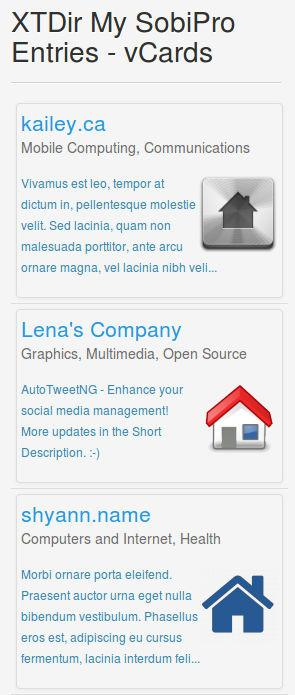 XTDir My SobiPro
Entries - vCards
kailey.ca
Mobile Computing, Communications
Vivamus est leo, tempor at
dictum in, pellentesque molestie
velit. Sed lacinia, quam non
malesuada porttitor, ante arcu
ornare magna, vel lacinia nibh veli...
Lena's Company
Graphics, Multimedia, Open Source
AutoTweetNG - Enhance your
social media management!
More updates in the Short
Description. :-)
shyann.name
Computers and Internet, Health
Morbi ornare porta eleifend.
Praesent auctor urna eget nulla
bibendum vestibulum. Phasellus
eros est, adipiscing eu cursus
fermentum, lacinia interdum feli...